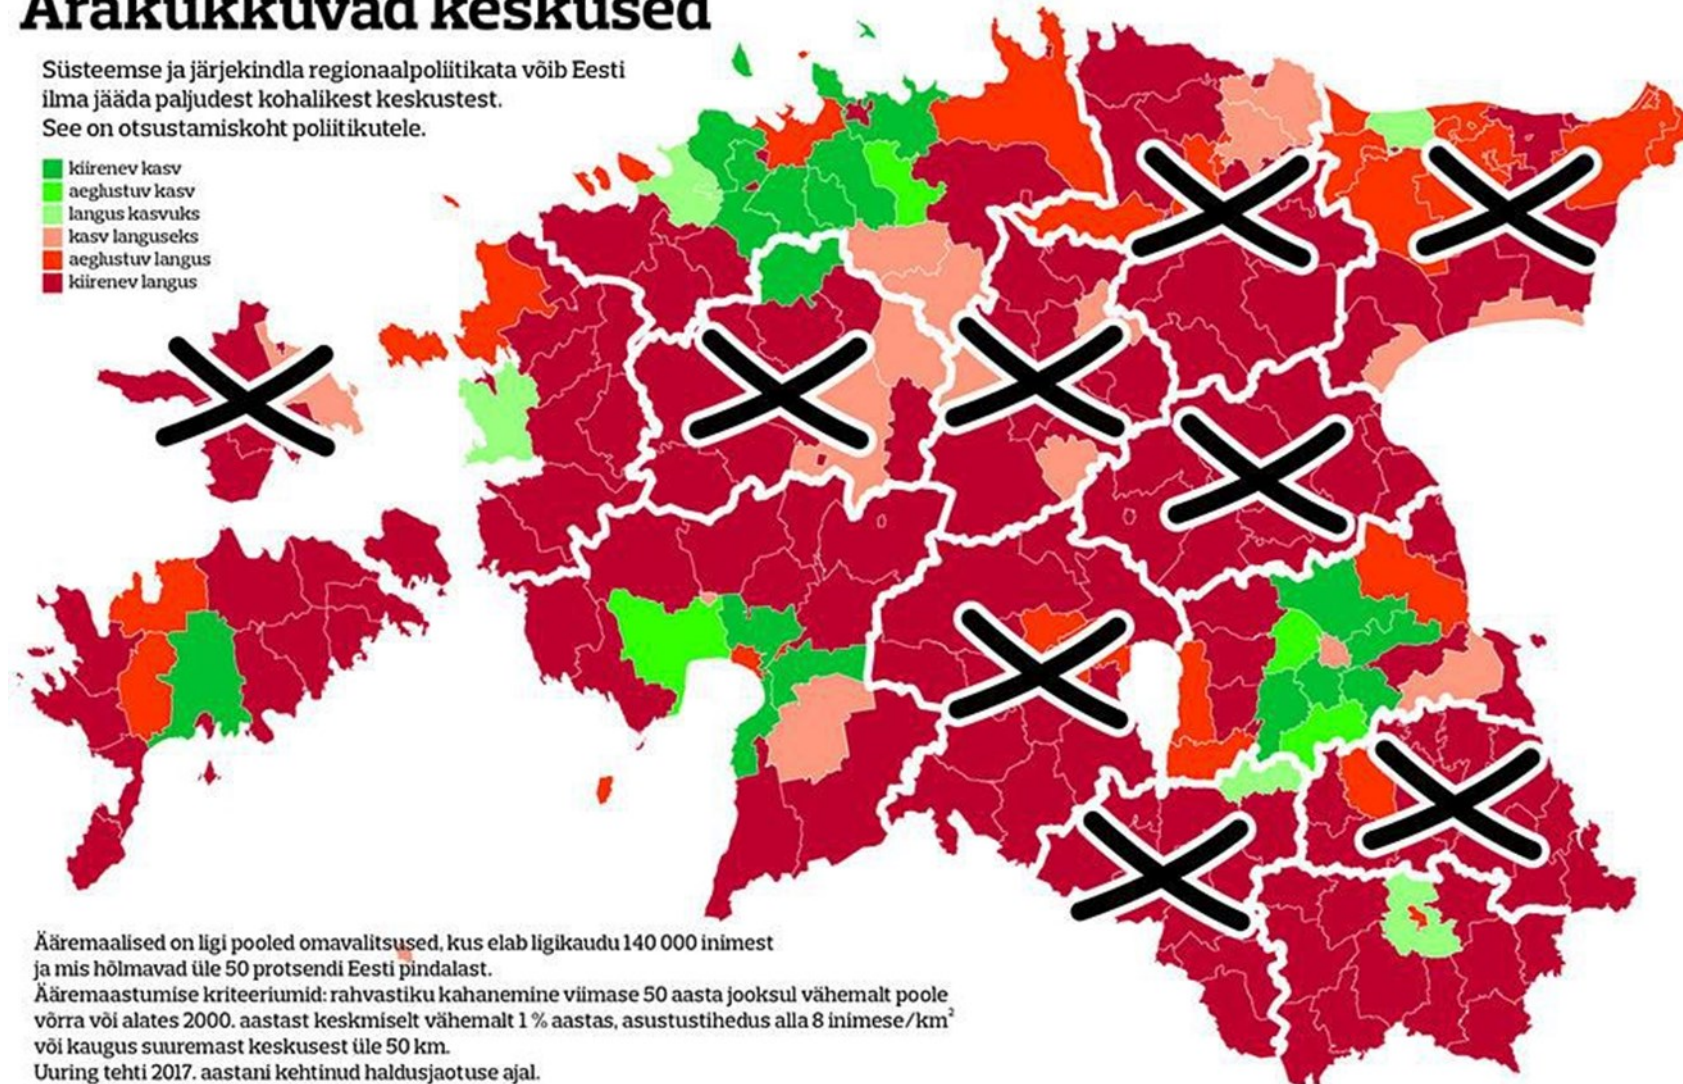 Ärakukkuvad keskused
Süsteemse ja järjekindla regionaalpoliitikata võib Eesti
ilma jääda paljudest kohalikest keskustest.
See on otsustamiskoht poliitikutele.
kiirenev kasv
aeglustuv kasv
langus kasvuks
kasv languseks
aeglustuv langus
kiirenev langus
Ääremaalised on ligi pooled omavalitsused, kus elab ligikaudu 140 000 inimest
ja mis hõlmavad üle 50 protsendi Eesti pindalast.
Ääremaastumise kriteeriumid: rahvastiku kahanemine viimase 50 aasta jooksul vähemalt poole
võrra või alates 2000. aastast keskmiselt vähemalt 1 % aastas, asustustihedus alla 8 inimese/km²
või kaugus suuremast keskusest üle 50 km.
Uuring tehti 2017. aastani kehtinud haldusjaotuse ajal.